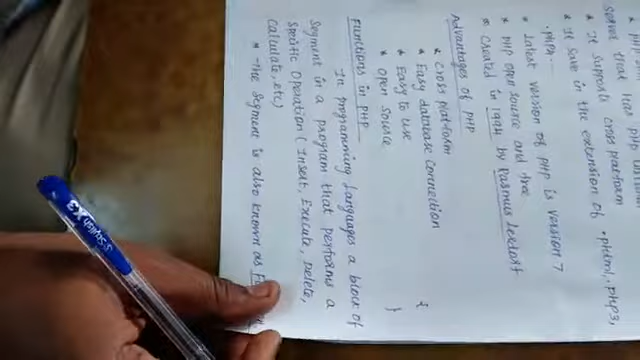 server that has PHP
* It supports cross platform
* It save in the extension of .phtml, .php3,
.php4---
* Latest version of PHP is version 7
* PHP open source and free
* Created in 1994 by Rasmus lerdorf
Advantages of PHP
* Cross platform
* Easy database connection
* Easy to use
* Open source
{
}
Functions in PHP
In programming languages a block of
segment in a program that performs a
specific operation (Insert, Execute, Delete,
Calculate, etc)
* The segment is also known as
Stylish X3